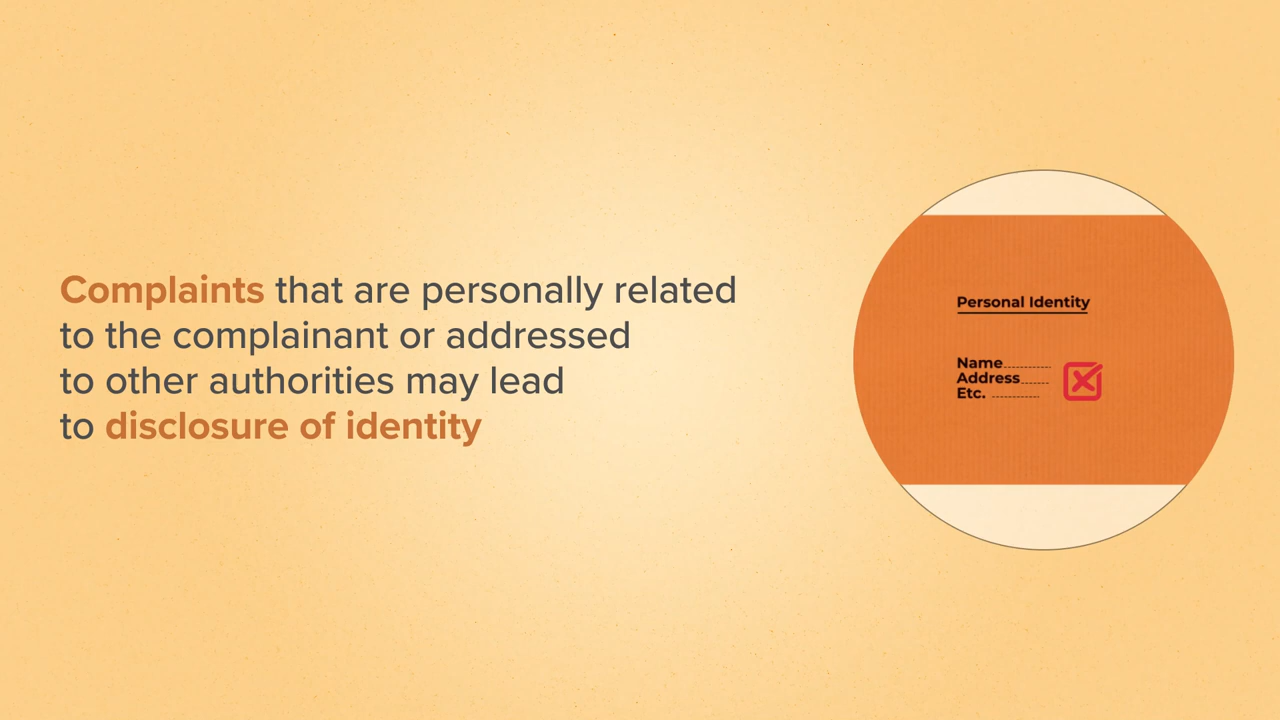 Complaints that are personally related
to the complainant or addressed
to other authorities may lead
to disclosure of identity
Personal Identity
Name
Address
Etc.